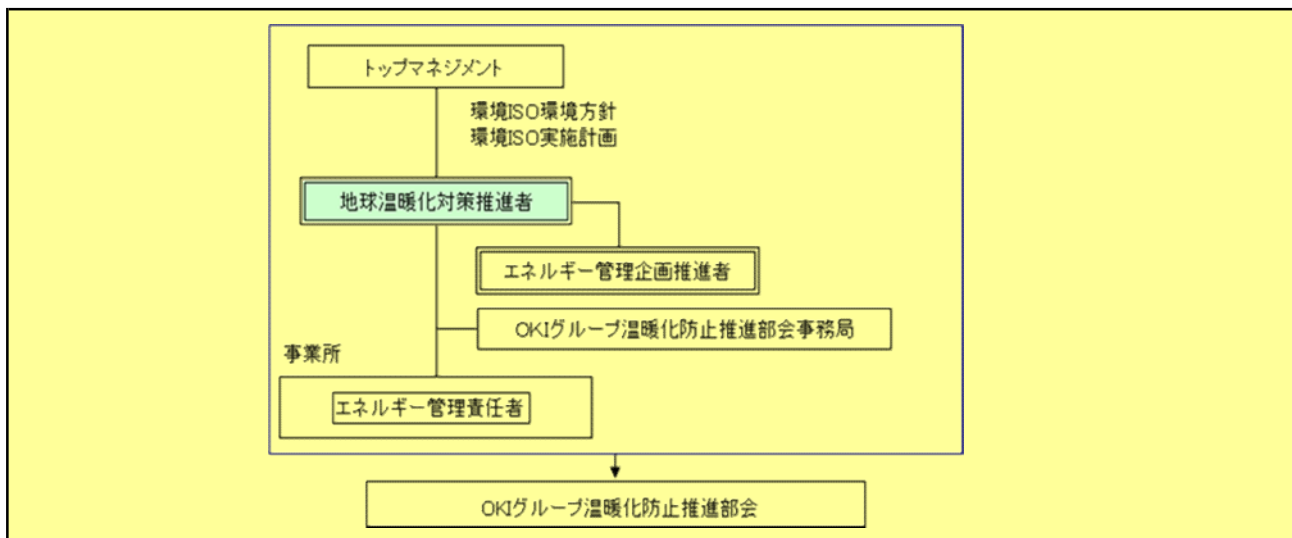 トップマネジメント
環境ISO環境方針
環境ISO実施計画
地球温暖化対策推進者
エネルギー管理企画推進者
OKIグループ温暖化防止推進部会事務局
事業所
エネルギー管理責任者
OKIグループ温暖化防止推進部会